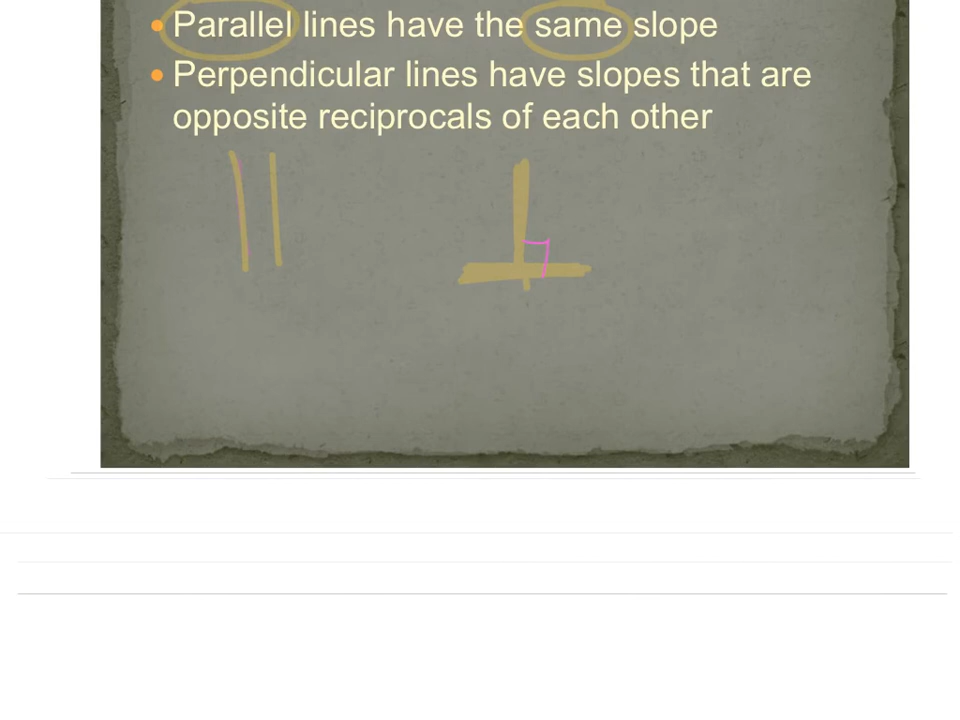 Parallel lines have the same slope
Perpendicular lines have slopes that are
opposite reciprocals of each other